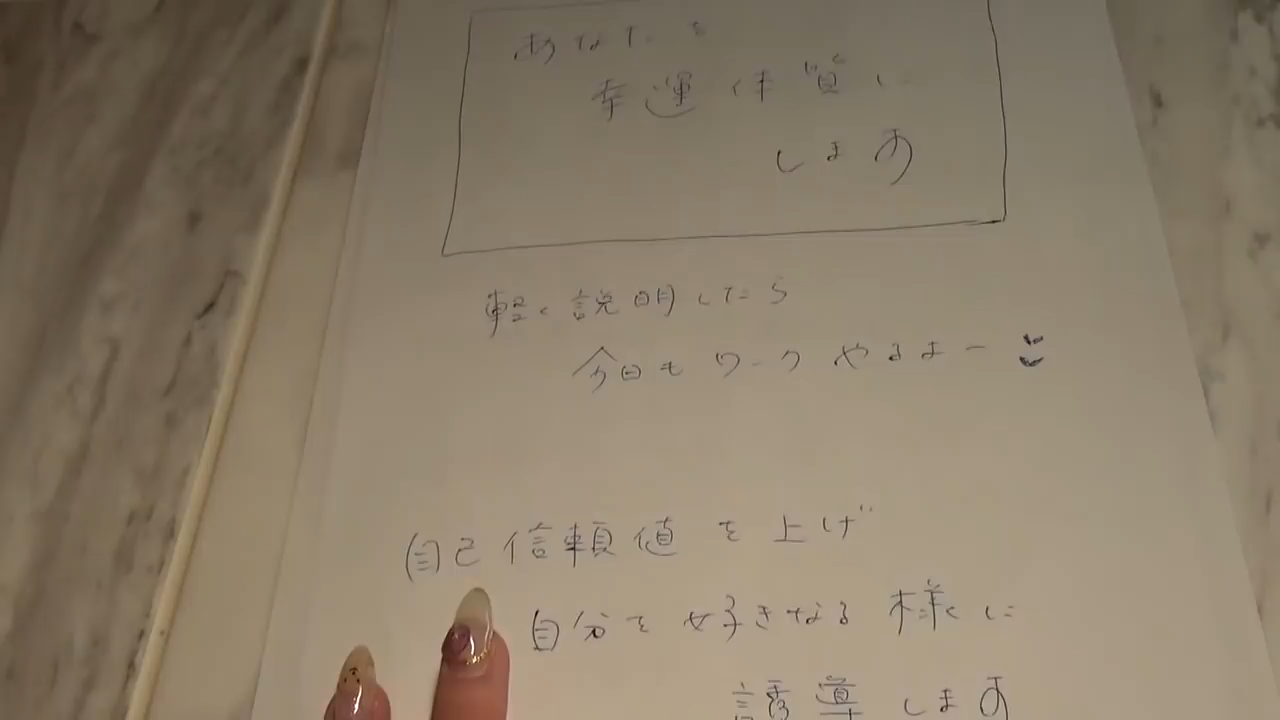 あなたを
幸運体質に
します
軽く説明したら
今日もワークやるよー
自己信頼値を上げ
自分を好きなる様に
誘導します